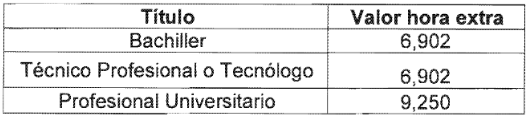 Título Valor hora extra
Bachiller 6,902
Técnico Profesional o Tecnólogo 6,902
Profesional Universitario 9,250